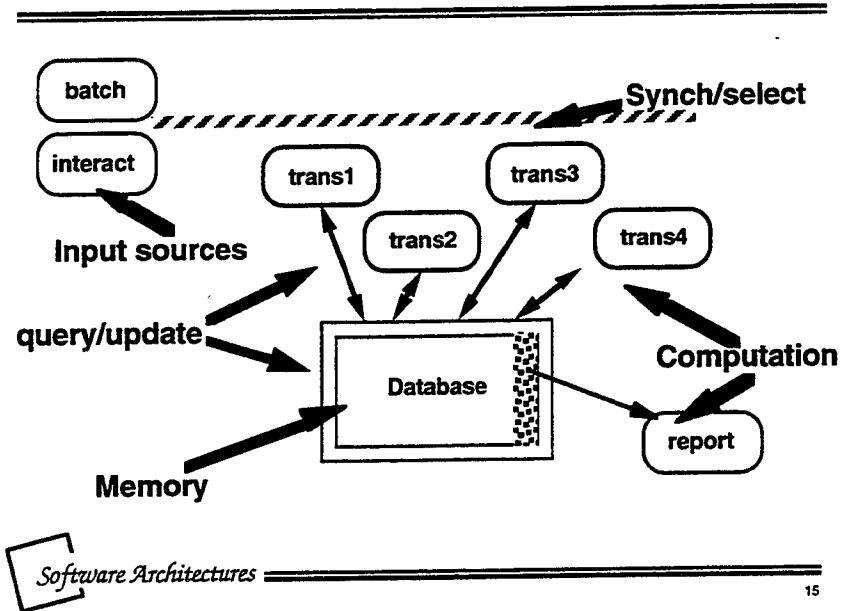 batch
Synch/select
interact
trans1
trans3
trans2
trans4
Input sources
query/update
Computation
Database
report
Memory
Software Architectures
15